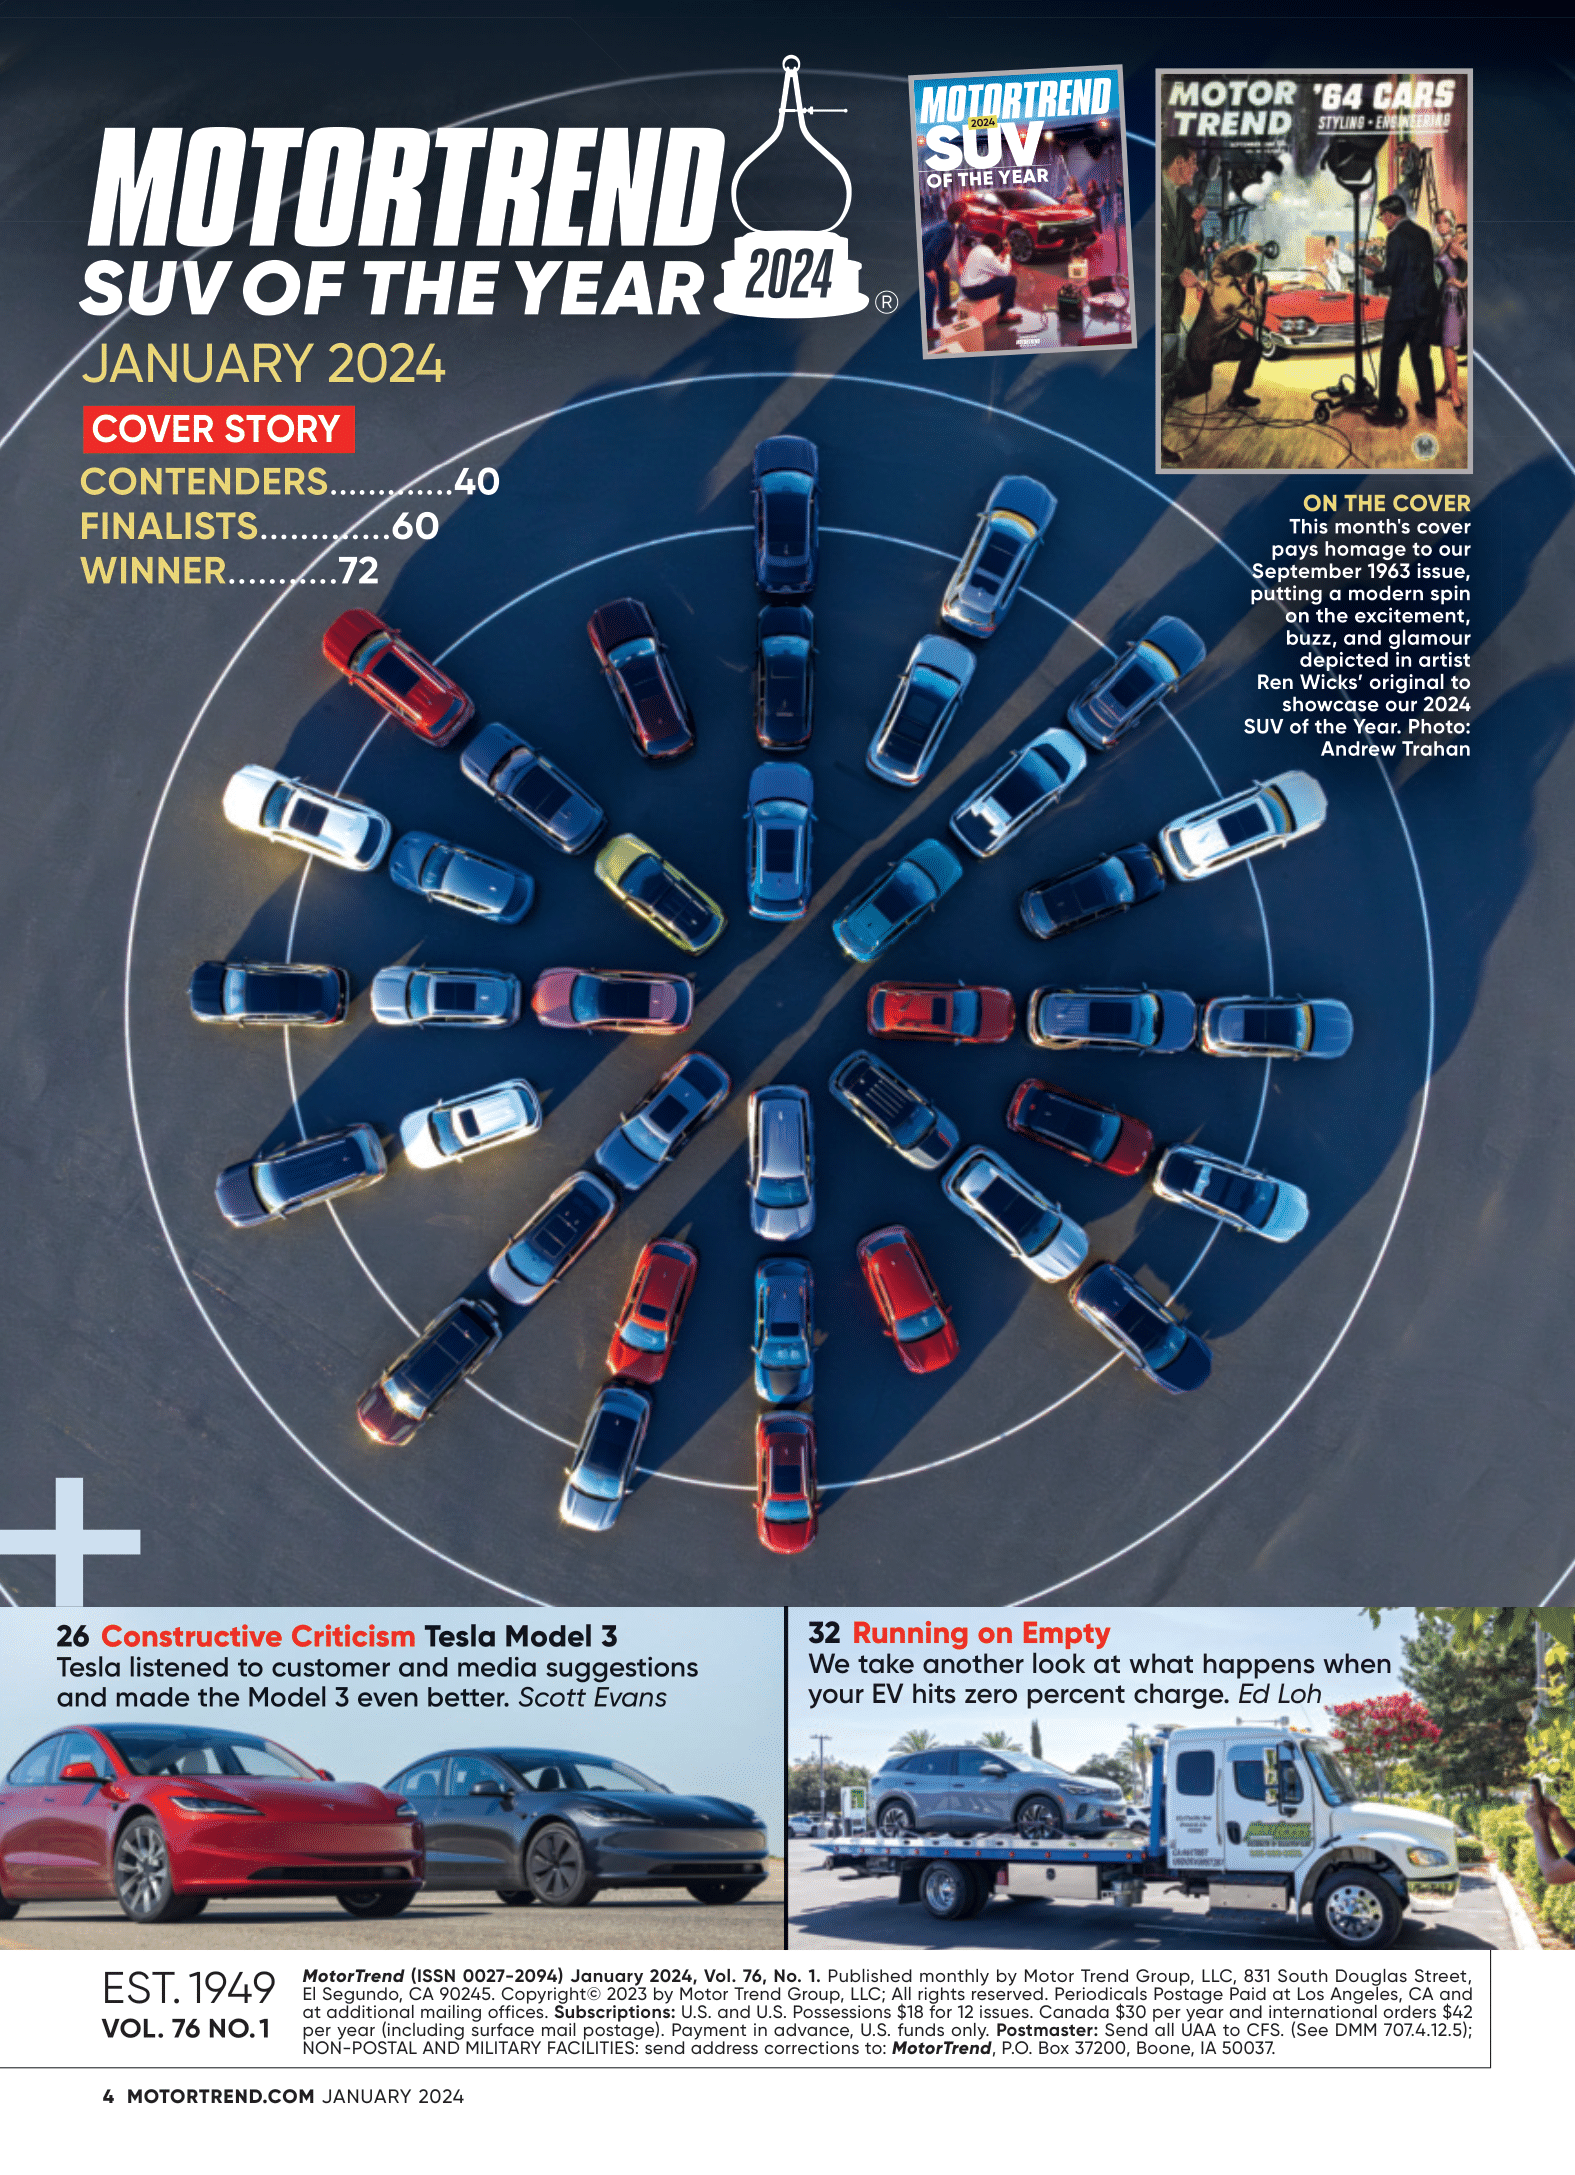 MOTORTREND
SUV OF THE YEAR
2024
®
JANUARY 2024
COVER STORY
CONTENDERS.............40
FINALISTS.............60
WINNER...........72
MOTORTREND
2024
SUV
OF THE YEAR
MOTOR
TREND
'64 CARS
STYLING • ENGINEERING
ON THE COVER
This month's cover
pays homage to our
September 1963 issue,
putting a modern spin
on the excitement,
buzz, and glamour
depicted in artist
Ren Wicks’ original to
showcase our 2024
SUV of the Year. Photo:
Andrew Trahan
26 Constructive Criticism Tesla Model 3
Tesla listened to customer and media suggestions
and made the Model 3 even better. Scott Evans
32 Running on Empty
We take another look at what happens when
your EV hits zero percent charge. Ed Loh
EST. 1949
VOL. 76 NO. 1
MotorTrend (ISSN 0027-2094) January 2024, Vol. 76, No. 1. Published monthly by Motor Trend Group, LLC, 831 South Douglas Street,
El Segundo, CA 90245. Copyright© 2023 by Motor Trend Group, LLC; All rights reserved. Periodicals Postage Paid at Los Angeles, CA and
at additional mailing offices. Subscriptions: U.S. and U.S. Possessions $18 for 12 issues. Canada $30 per year and international orders $42
per year (including surface mail postage). Payment in advance, U.S. funds only. Postmaster: Send all UAA to CFS. (See DMM 707.4.12.5);
NON-POSTAL AND MILITARY FACILITIES: send address corrections to: MotorTrend, P.O. Box 37200, Boone, IA 50037.
4 MOTORTREND.COM JANUARY 2024